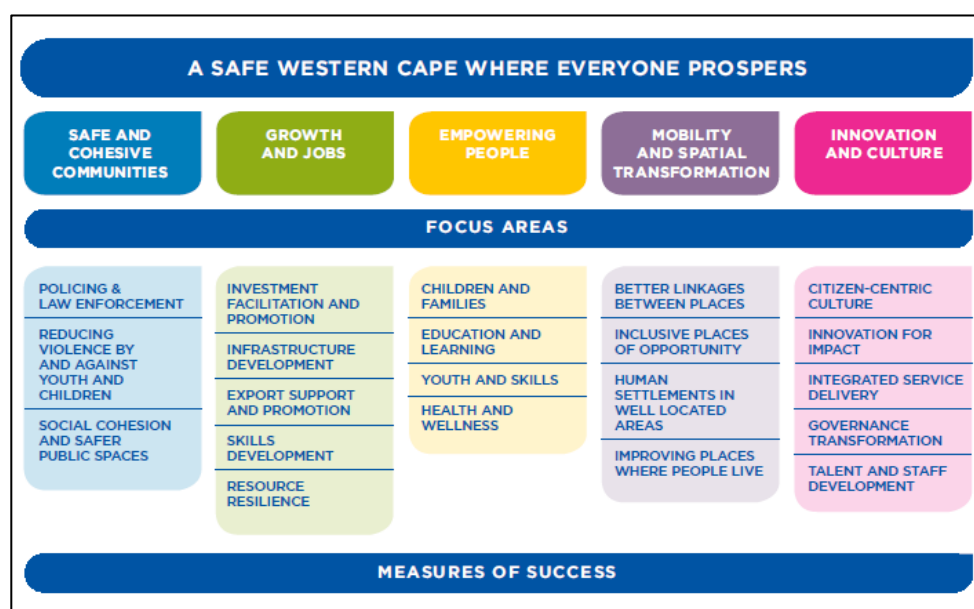 A SAFE WESTERN CAPE WHERE EVERYONE PROSPERS
SAFE AND
COHESIVE
COMMUNITIES
GROWTH
AND JOBS
EMPOWERING
PEOPLE
MOBILITY
AND SPATIAL
TRANSFORMATION
INNOVATION
AND CULTURE
FOCUS AREAS
POLICING &
LAW ENFORCEMENT
REDUCING
VIOLENCE BY
AND AGAINST
YOUTH AND
CHILDREN
SOCIAL COHESION
AND SAFER
PUBLIC SPACES
INVESTMENT
FACILITATION AND
PROMOTION
INFRASTRUCTURE
DEVELOPMENT
EXPORT SUPPORT
AND PROMOTION
SKILLS
DEVELOPMENT
RESOURCE
RESILIENCE
CHILDREN AND
FAMILIES
EDUCATION AND
LEARNING
YOUTH AND SKILLS
HEALTH AND
WELLNESS
BETTER LINKAGES
BETWEEN PLACES
INCLUSIVE PLACES
OF OPPORTUNITY
HUMAN
SETTLEMENTS IN
WELL LOCATED
AREAS
IMPROVING PLACES
WHERE PEOPLE LIVE
CITIZEN-CENTRIC
CULTURE
INNOVATION FOR
IMPACT
INTEGRATED SERVICE
DELIVERY
GOVERNANCE
TRANSFORMATION
TALENT AND STAFF
DEVELOPMENT
MEASURES OF SUCCESS